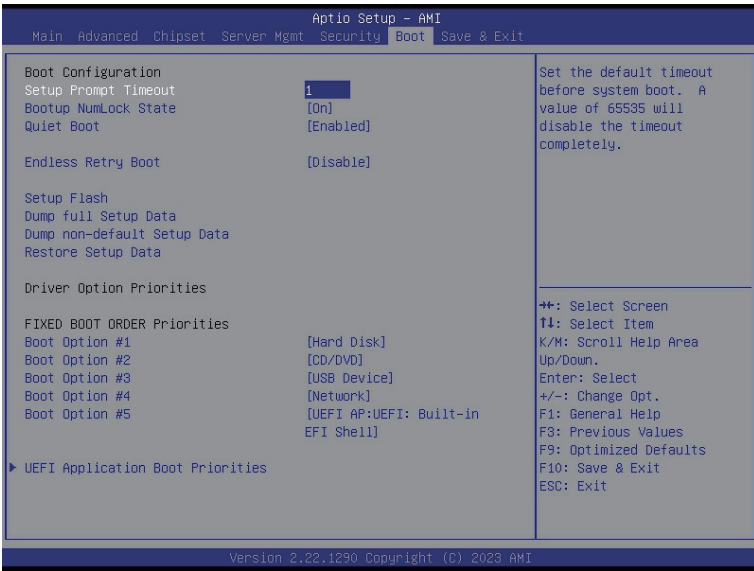 Aptio Setup – AMI
Main Advanced Chipset Server Mgmt Security Boot Save & Exit
Boot Configuration
Setup Prompt Timeout 1
Bootup NumLock State [On]
Quiet Boot [Enabled]
Endless Retry Boot [Disable]
Setup Flash
Dump full Setup Data
Dump non-default Setup Data
Restore Setup Data
Driver Option Priorities
FIXED BOOT ORDER Priorities
Boot Option #1 [Hard Disk]
Boot Option #2 [CD/DVD]
Boot Option #3 [USB Device]
Boot Option #4 [Network]
Boot Option #5 [UEFI AP:UEFI: Built-in
EFI Shell]
▶ UEFI Application Boot Priorities
Set the default timeout
before system boot. A
value of 65535 will
disable the timeout
completely.
→←: Select Screen
↑↓: Select Item
K/M: Scroll Help Area
Up/Down.
Enter: Select
+/-: Change Opt.
F1: General Help
F3: Previous Values
F9: Optimized Defaults
F10: Save & Exit
ESC: Exit
Version 2.22.1290 Copyright (C) 2023 AMI